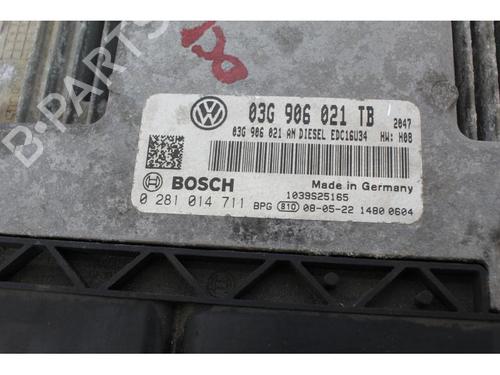 130
03G 906 021 TB 2047
03G 906 021 AN DIESEL EDC16U34 HW: H08
BOSCH Made in Germany
1039S25165
0 281 014 711 BPG 810 08-05-22 1480 0604
B-PARTS